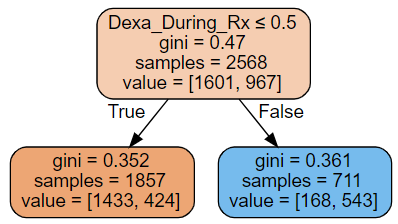 Dexa_During_Rx ≤ 0.5
gini = 0.47
samples = 2568
value = [1601, 967]
True
False
gini = 0.352
samples = 1857
value = [1433, 424]
gini = 0.361
samples = 711
value = [168, 543]